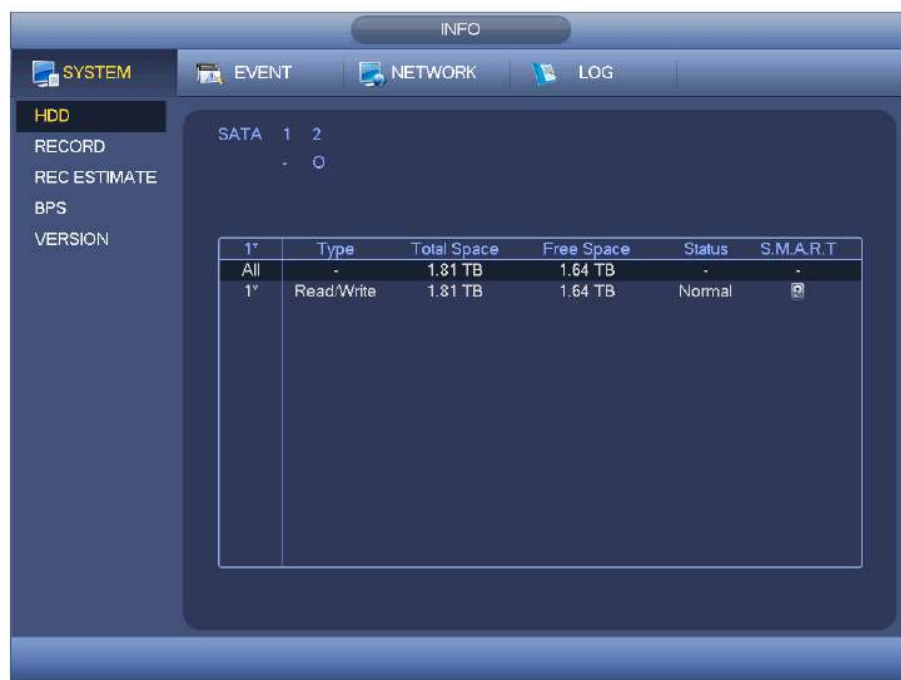 INFO
SYSTEM EVENT NETWORK LOG
HDD
RECORD
REC ESTIMATE
BPS
VERSION
SATA 1 2
- O
1* Type Total Space Free Space Status S.M.A.R.T
All - 1.81 TB 1.64 TB - -
1* Read/Write 1.81 TB 1.64 TB Normal